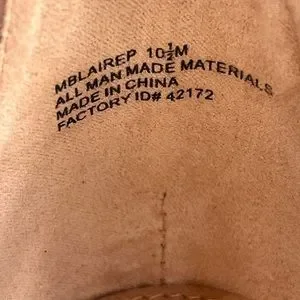 MBLAIREP 10½M
ALL MAN MADE MATERIALS
MADE IN CHINA
FACTORY ID# 42172